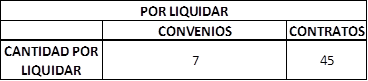 POR LIQUIDAR
CONVENIOS CONTRATOS
CANTIDAD POR LIQUIDAR 7 45